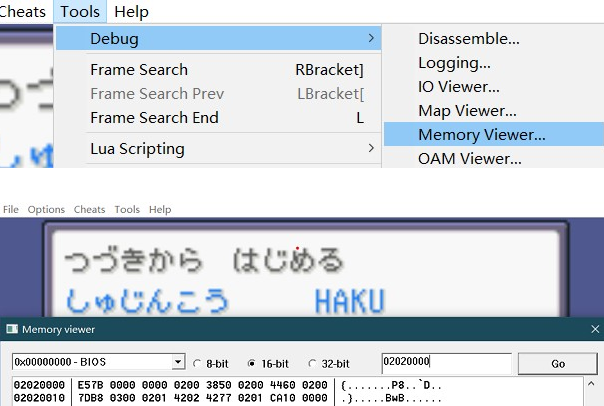 Cheats Tools Help
Debug >
Disassemble...
Logging...
Frame Search RBracket]
IO Viewer...
Frame Search Prev LBracket[
Map Viewer...
Frame Search End L
Memory Viewer...
Lua Scripting >
OAM Viewer...
File Options Cheats Tools Help
つづきから はじめる
しゅじんこう HAKU
Memory viewer
0x00000000 - BIOS 8-bit 16-bit 32-bit 02020000 Go
02020000 E57B 0000 0000 0200 3850 0200 4460 0200 {.......P8..`D..
02020010 7DB8 0300 0201 4202 4277 0201 CA10 0000 .}.....BwB......